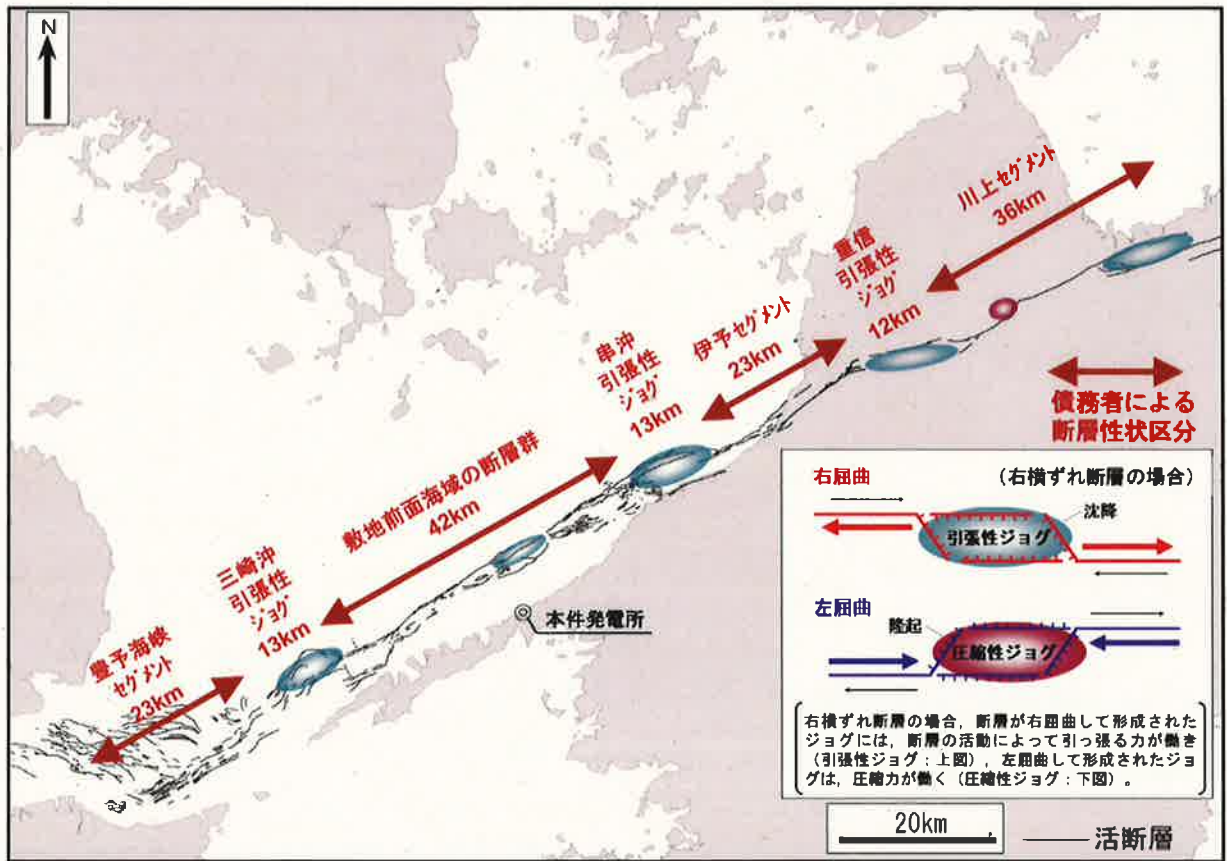 N
川上セグメント
36km
重信
引張性
ジョグ
12km
伊予セグメント
23km
串沖
引張性
ジョグ
13km
敷地前面海域の断層群
42km
三崎沖
引張性
ジョグ
13km
豊予海峡
セグメント
23km
本件発電所
債務者による
断層性状区分
右屈曲
(右横ずれ断層の場合)
引張性ジョグ
沈降
左屈曲
隆起
圧縮性ジョグ
右横ずれ断層の場合，断層が右屈曲して形成された
ジョグには，断層の活動によって引っ張る力が働き
（引張性ジョグ：上図），左屈曲して形成されたジョ
グは，圧縮力が働く（圧縮性ジョグ：下図）。
20km
活断層